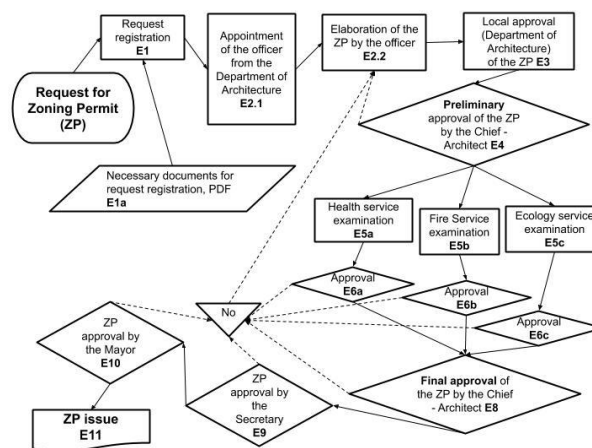 Request
registration
E1
Appointment
of the officer
from the
Department of
Architecture
E2.1
Elaboration of the
ZP by the officer
E2.2
Local approval
(Department of
Architecture)
of the ZP E3
Request for
Zoning Permit
(ZP)
Preliminary
approval of the ZP
by the Chief -
Architect E4
Necessary documents for
request registration, PDF
E1a
Health service
examination
E5a
Fire Service
examination
E5b
Ecology service
examination
E5c
Approval
E6a
Approval
E6b
Approval
E6c
No
ZP
approval by
the Mayor
E10
ZP
approval by
the Secretary
E9
Final approval of
the ZP by the Chief
- Architect E8
ZP issue
E11